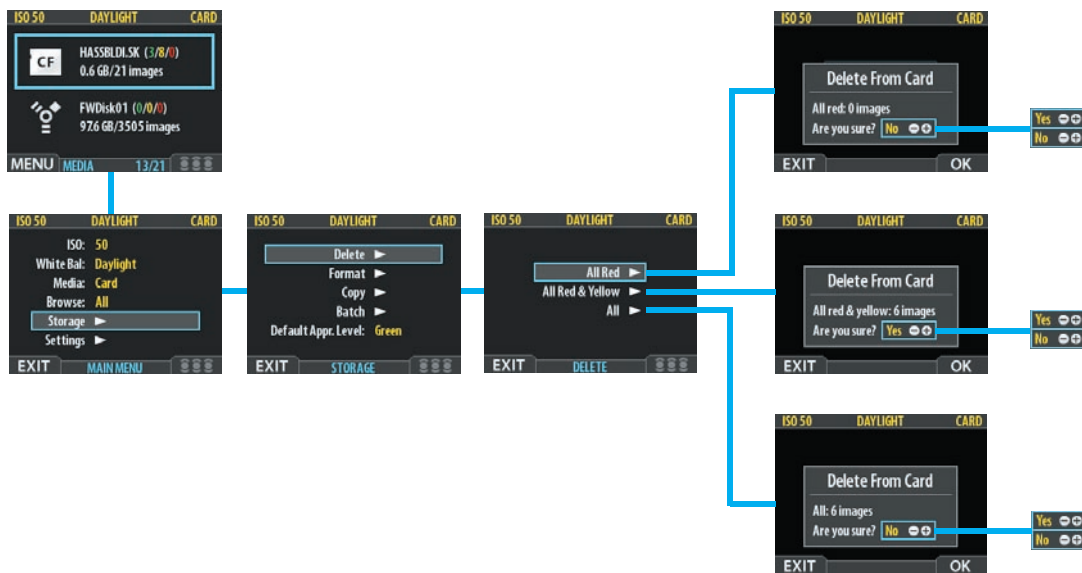 ISO 50 DAYLIGHT CARD
CF
HASSBLDI.SK (3/8/0)
0.6 GB/21 images
FWDisk01 (0/0/0)
97.6 GB/3505 images
MENU MEDIA 13/21
ISO 50 DAYLIGHT CARD
ISO: 50
White Bal: Daylight
Media: Card
Browse: All
Storage
Settings
EXIT MAIN MENU
ISO 50 DAYLIGHT CARD
Delete
Format
Copy
Batch
Default Appr. Level: Green
EXIT STORAGE
ISO 50 DAYLIGHT CARD
All Red
All Red & Yellow
All
EXIT DELETE
ISO 50 DAYLIGHT CARD
Delete From Card
All red: 0 images
Are you sure? No
EXIT OK
Yes
No
ISO 50 DAYLIGHT CARD
Delete From Card
All red & yellow: 6 images
Are you sure? Yes
EXIT OK
Yes
No
ISO 50 DAYLIGHT CARD
Delete From Card
All: 6 images
Are you sure? No
EXIT OK
Yes
No